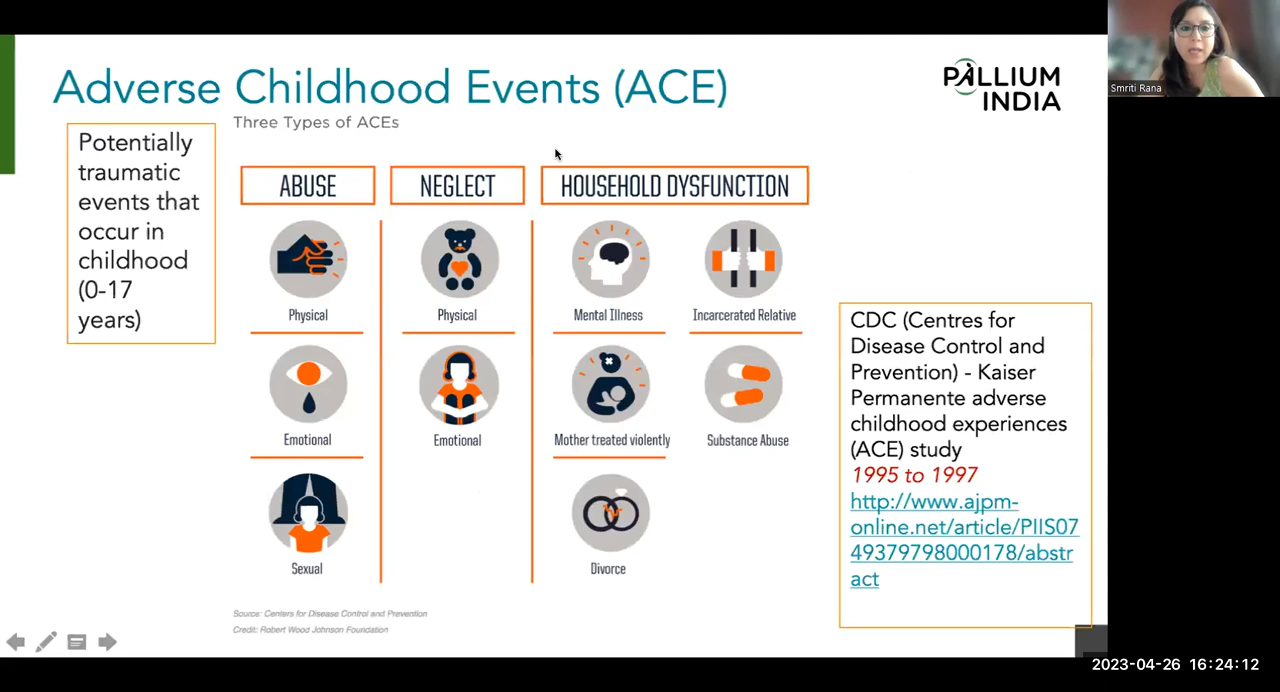 Adverse Childhood Events (ACE)
Three Types of ACEs
PALLIUM
INDIA
Smriti Rana
Potentially
traumatic
events that
occur in
childhood
(0-17
years)
ABUSE
NEGLECT
HOUSEHOLD DYSFUNCTION
Physical
Physical
Mental Illness
Incarcerated Relative
Emotional
Emotional
Mother treated violently
Substance Abuse
Sexual
Divorce
CDC (Centres for
Disease Control and
Prevention) - Kaiser
Permanente adverse
childhood experiences
(ACE) study
1995 to 1997
http://www.ajpm-
online.net/article/PIIS07
49379798000178/abstr
act
Source: Centers for Disease Control and Prevention
Credit: Robert Wood Johnson Foundation
2023-04-26 16:24:12